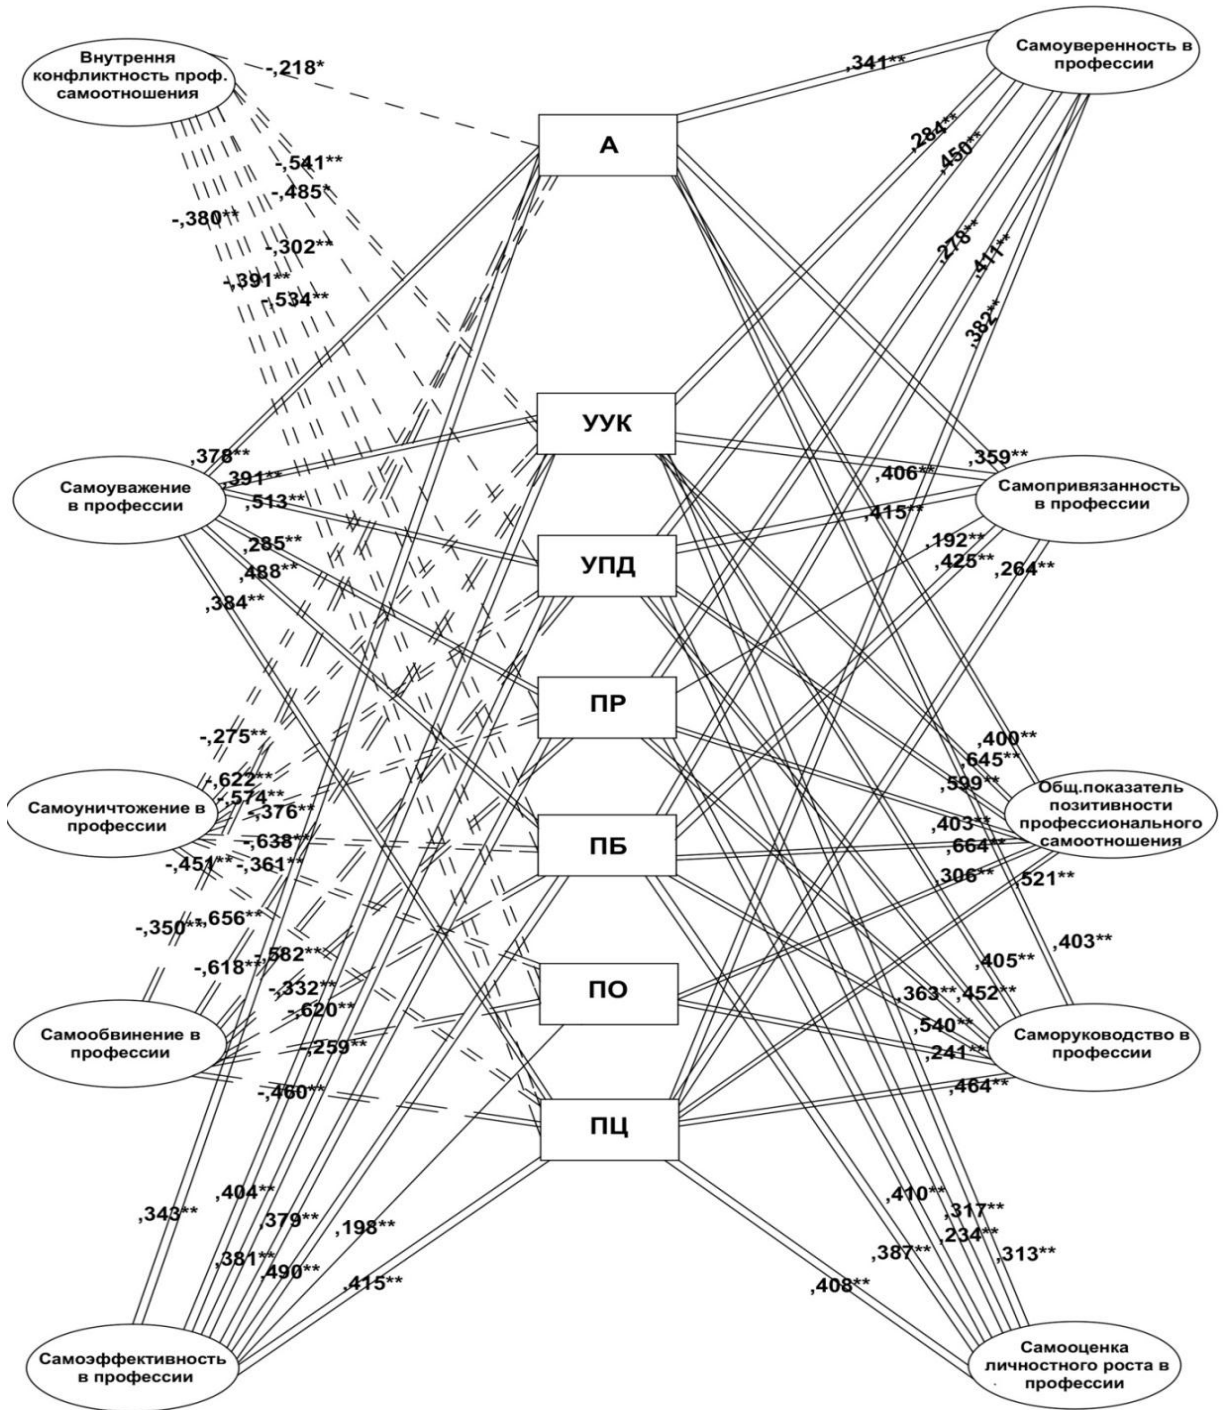 Внутрення
конфликтность проф.
самоотношения
-,218*
А
,341**
Самоуверенность в
профессии
-,541**
-,485*
-,380**
-,302**
-,391**
-,534**
,284**
,450**
,278**
,411**
,382**
УУК
,378**
,391**
,513**
Самоуважение
в профессии
,285**
,488**
,384**
,359**
,406**
,415**
Самопривязанность
в профессии
,192**
,425**
,264**
УПД
ПР
-,275**
-,622**
-,574**
-,376**
-,638**
-,451**
-,361**
Самоуничтожение в
профессии
ПБ
,400**
,645**
,599**
,403**
,664**
,306**
,521**
Общ.показатель
позитивности
профессионального
самоотношения
-,350**
-,656**
-,618**
-,582**
-,332**
-,620**
-,259**
-,460**
Самообвинение в
профессии
ПО
,403**
,405**
,363**
,452**
,540**
,241**
,464**
Саморуководство в
профессии
ПЦ
,343**
,404**
,379**
,381**
,490**
,198**
,415**
Самоэффективность
в профессии
,410**
,317**
,234**
,387**
,313**
,408**
Самооценка
личностного роста в
профессии